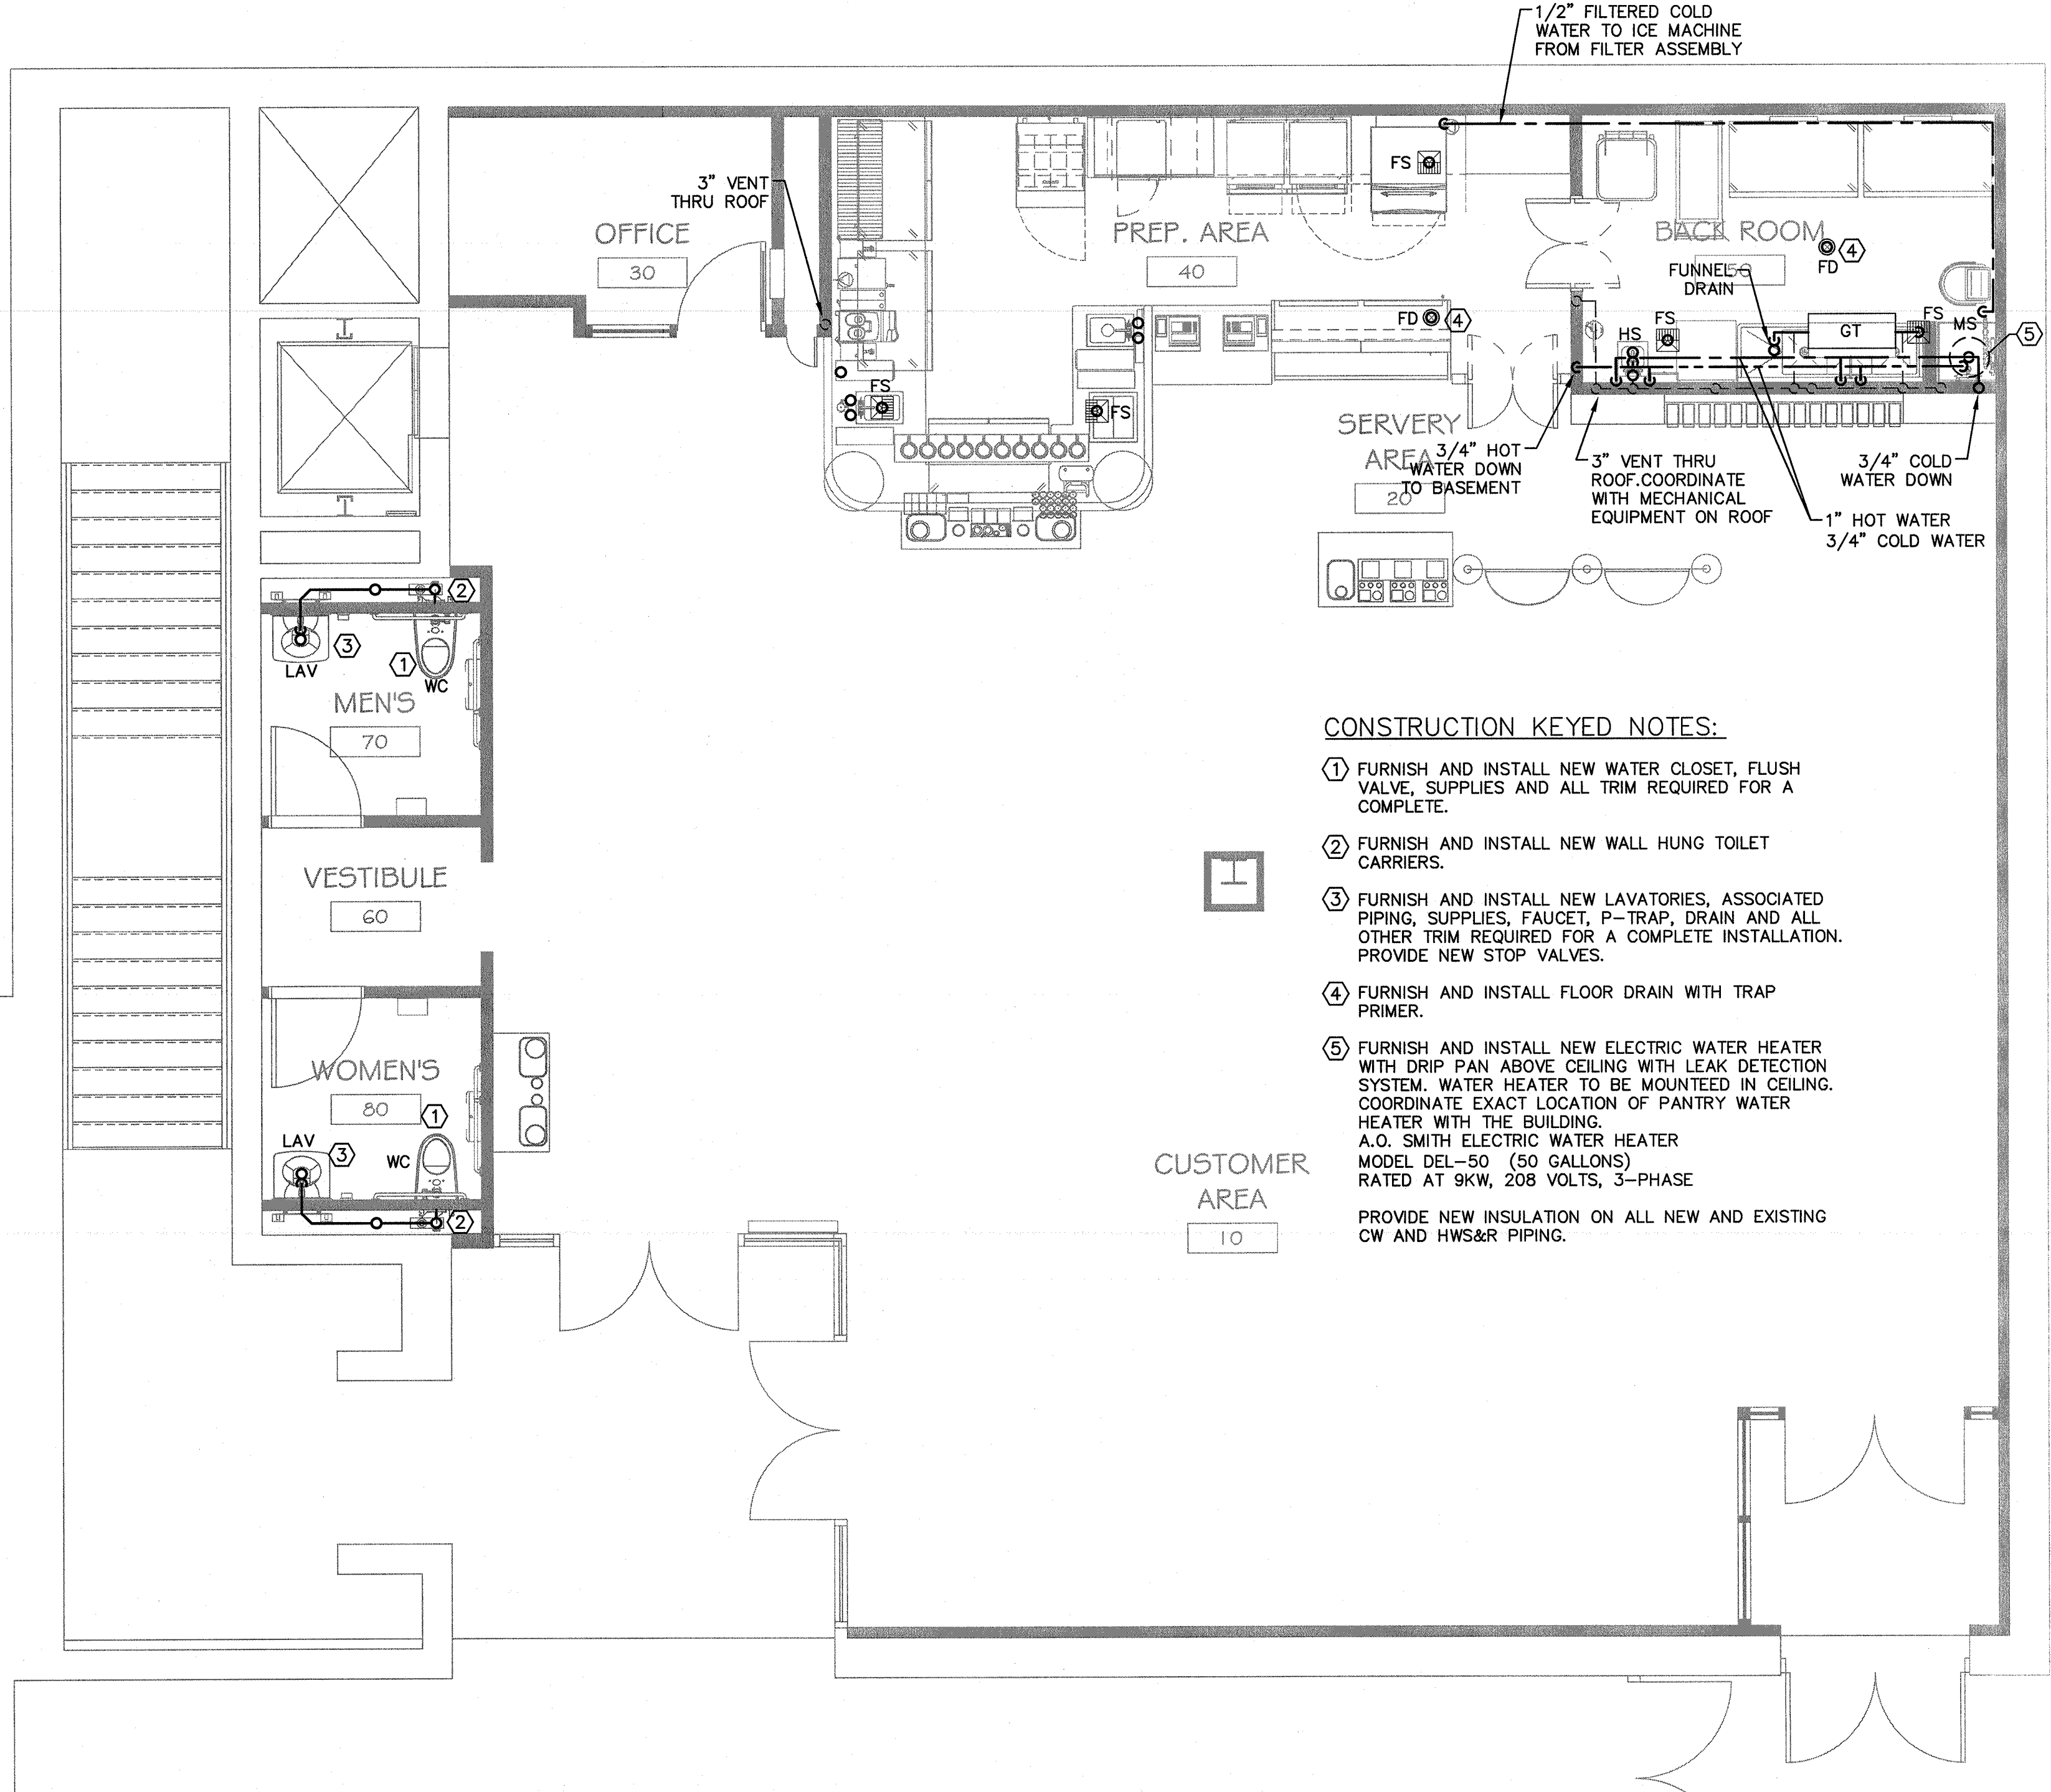 1/2" FILTERED COLD
WATER TO ICE MACHINE
FROM FILTER ASSEMBLY
3" VENT
THRU ROOF
OFFICE
30
PREP. AREA
40
FS
BACK ROOM
50
4
FD
FUNNEL
DRAIN
FD
4
HS
FS
GT
FS
MS
5
FS
FS
SERVERY
AREA
20
3/4" HOT
WATER DOWN
TO BASEMENT
3" VENT THRU
ROOF.COORDINATE
WITH MECHANICAL
EQUIPMENT ON ROOF
3/4" COLD
WATER DOWN
1" HOT WATER
3/4" COLD WATER
2
3
LAV
1
WC
MEN'S
70
VESTIBULE
60
WOMEN'S
80
1
LAV
3
WC
2
CUSTOMER
AREA
10
CONSTRUCTION KEYED NOTES:
1 FURNISH AND INSTALL NEW WATER CLOSET, FLUSH
VALVE, SUPPLIES AND ALL TRIM REQUIRED FOR A
COMPLETE.
2 FURNISH AND INSTALL NEW WALL HUNG TOILET
CARRIERS.
3 FURNISH AND INSTALL NEW LAVATORIES, ASSOCIATED
PIPING, SUPPLIES, FAUCET, P-TRAP, DRAIN AND ALL
OTHER TRIM REQUIRED FOR A COMPLETE INSTALLATION.
PROVIDE NEW STOP VALVES.
4 FURNISH AND INSTALL FLOOR DRAIN WITH TRAP
PRIMER.
5 FURNISH AND INSTALL NEW ELECTRIC WATER HEATER
WITH DRIP PAN ABOVE CEILING WITH LEAK DETECTION
SYSTEM. WATER HEATER TO BE MOUNTEED IN CEILING.
COORDINATE EXACT LOCATION OF PANTRY WATER
HEATER WITH THE BUILDING.
A.O. SMITH ELECTRIC WATER HEATER
MODEL DEL-50 (50 GALLONS)
RATED AT 9KW, 208 VOLTS, 3-PHASE
PROVIDE NEW INSULATION ON ALL NEW AND EXISTING
CW AND HWS&R PIPING.